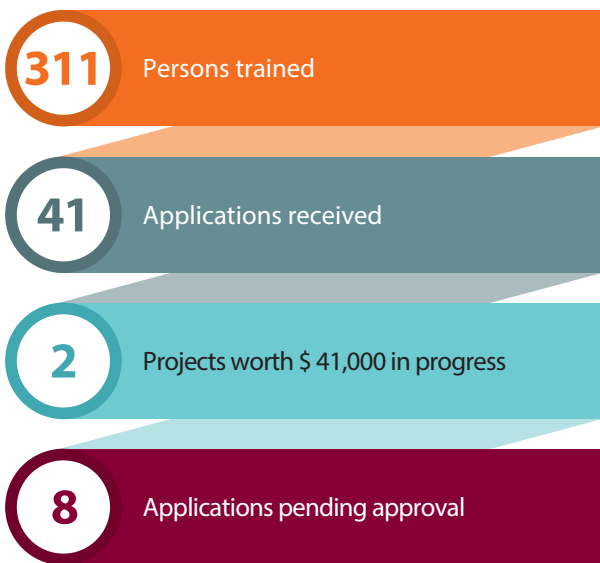 311 Persons trained
41 Applications received
2 Projects worth $ 41,000 in progress
8 Applications pending approval